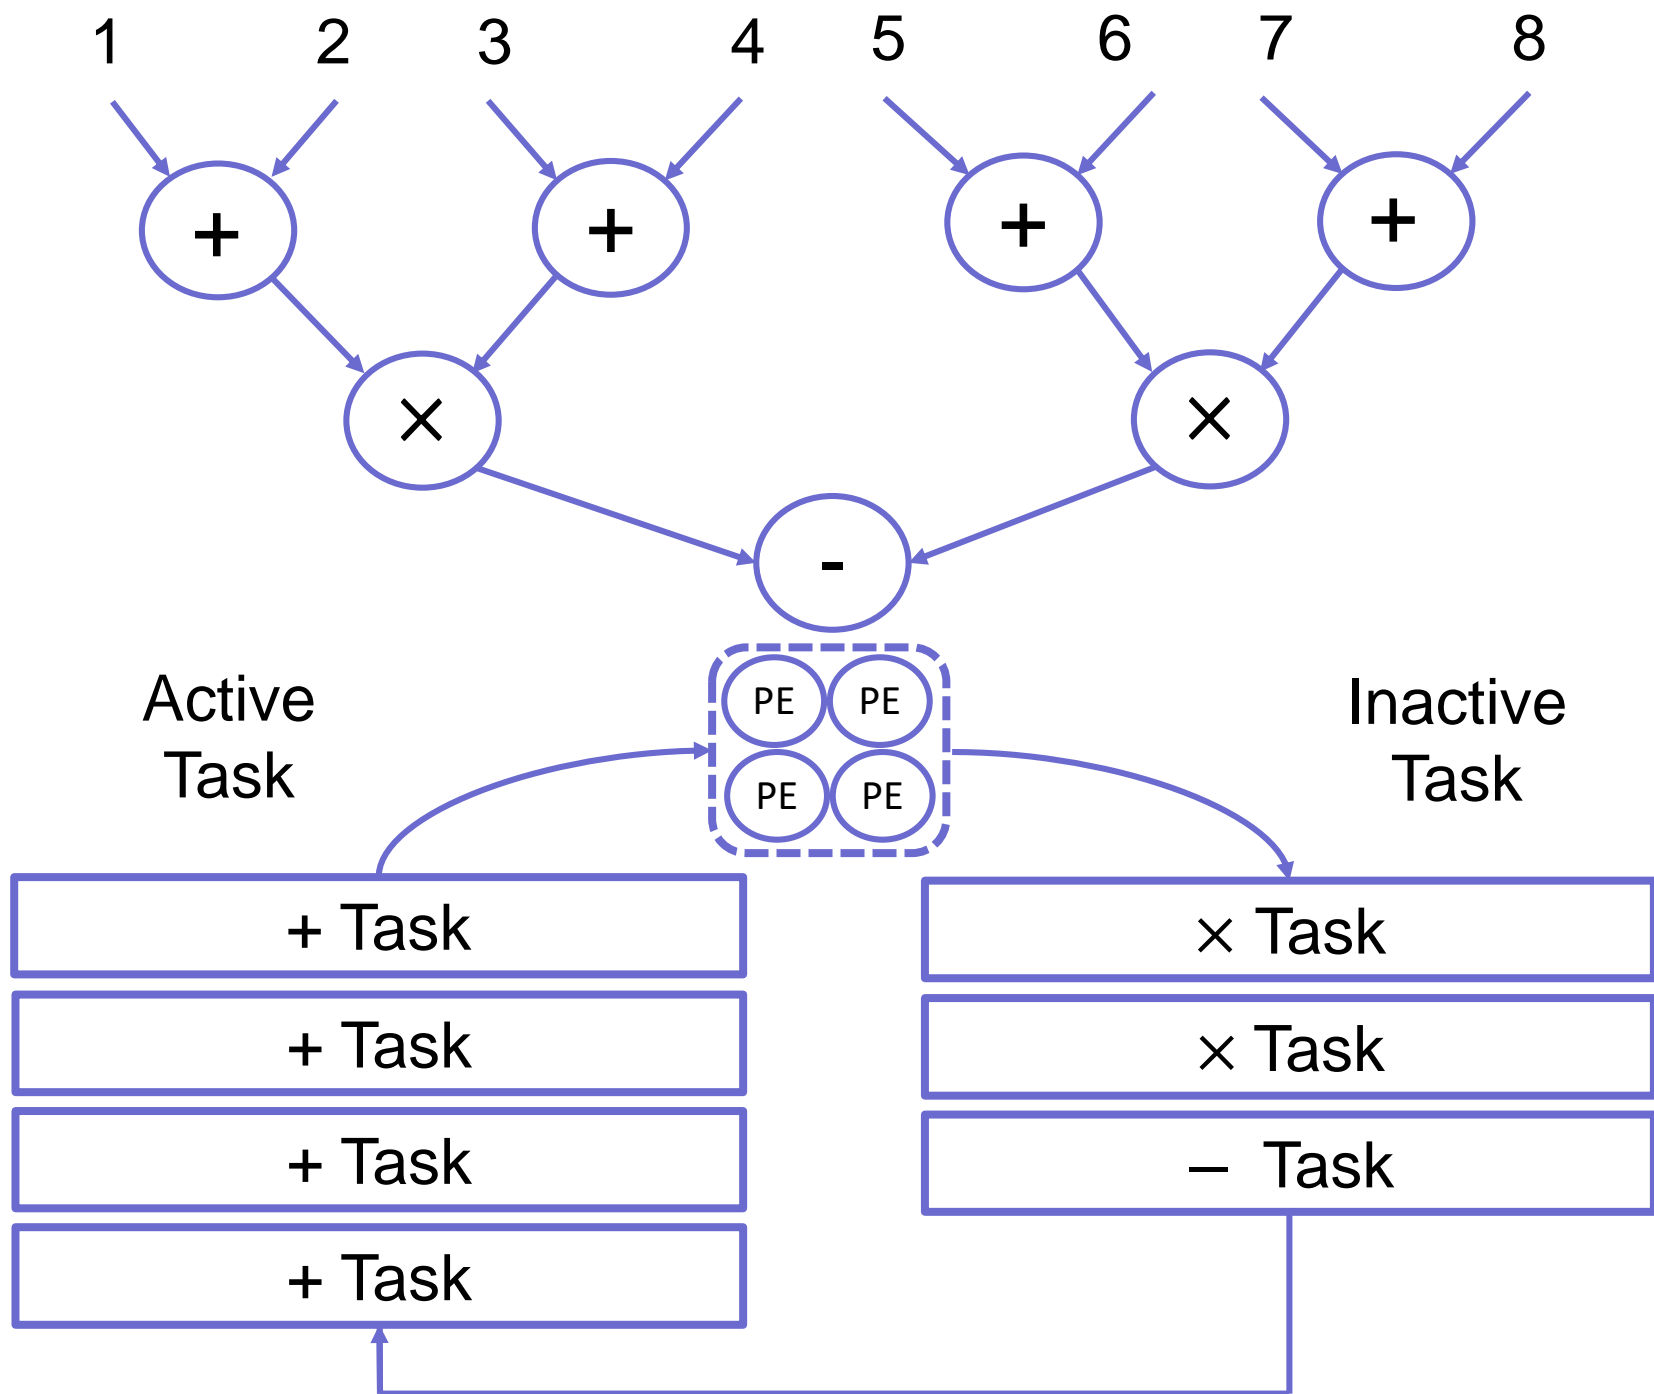 1 2 3 4 5 6 7 8
+ + + +
× ×
-
Active
Task
PE PE
PE PE
Inactive
Task
+ Task
+ Task
+ Task
+ Task
× Task
× Task
– Task